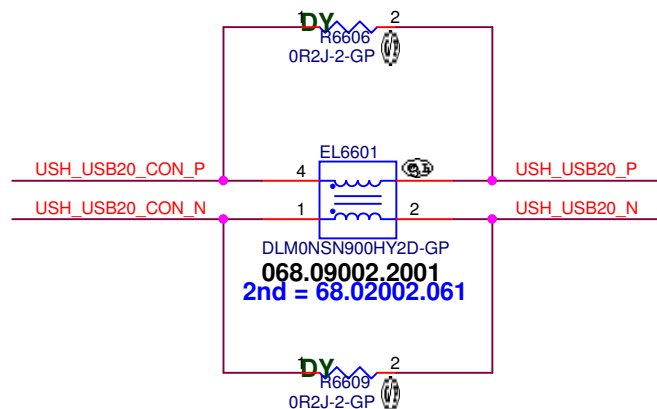 1 DY 2
R6606
0R2J-2-GP
EL6601
USH_USB20_CON_P 4 USH_USB20_P
USH_USB20_CON_N 1 2 USH_USB20_N
DLM0NSN900HY2D-GP
068.09002.2001
2nd = 68.02002.061
1 DY 2
R6609
0R2J-2-GP